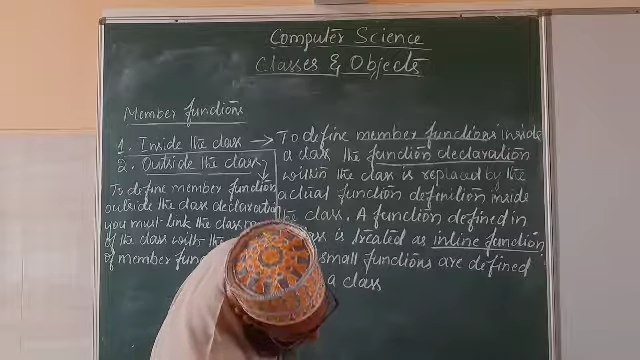 Computer Science
Classes & Objects
Member functions
1. Inside the class →
2. Outside the class
To define member function
outside the class declaration
you must link the class
of the class with the
of member
To define member functions inside
a class the function declaration
within the class is replaced by the
actual function definition inside
the class. A function defined in
class is treated as inline function
small functions are defined
a class